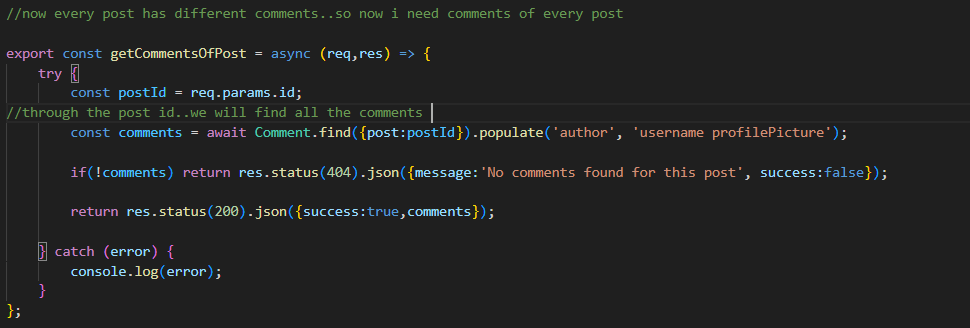 //now every post has different comments..so now i need comments of every post
export const getCommentsOfPost = async (req,res) => {
    try {
        const postId = req.params.id;
//through the post id..we will find all the comments
        const comments = await Comment.find({post:postId}).populate('author', 'username profilePicture');
        if(!comments) return res.status(404).json({message:'No comments found for this post', success:false});
        return res.status(200).json({success:true,comments});
    } catch (error) {
        console.log(error);
    }
};